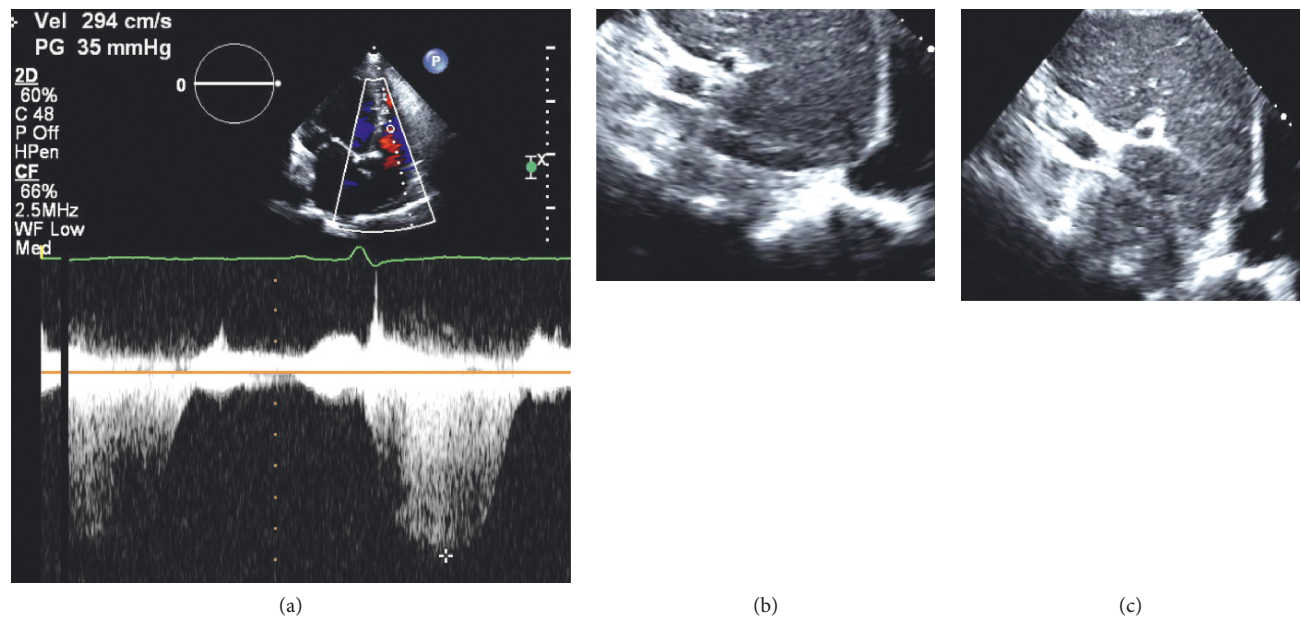 Vel 294 cm/s
PG 35 mmHg
2D
60%
C 48
P Off
HPen
CF
66%
2.5MHz
WF Low
Med
0
P
X
(a)
(b)
(c)